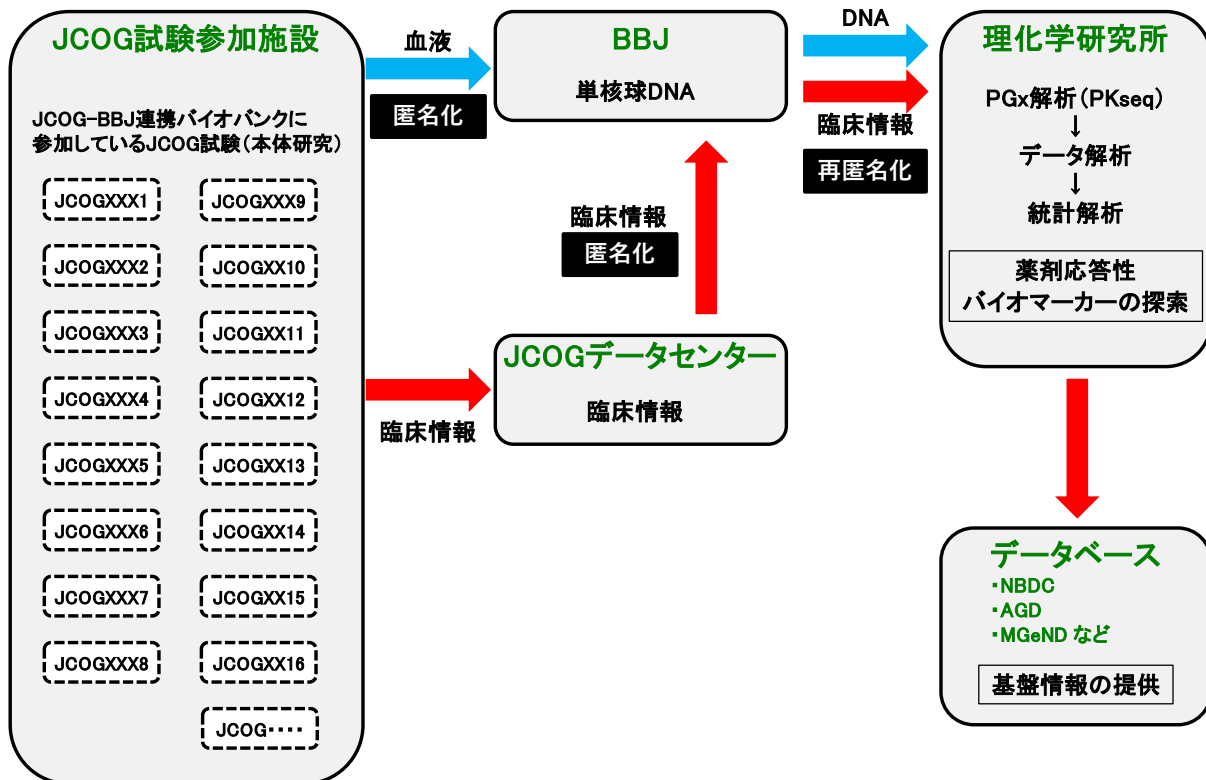 JCOG試験参加施設
JCOG-BBJ連携バイオバンクに
参加しているJCOG試験(本体研究)
JCOGXXX1
JCOGXXX9
JCOGXXX2
JCOGXX10
JCOGXXX3
JCOGXX11
JCOGXXX4
JCOGXX12
JCOGXXX5
JCOGXX13
JCOGXXX6
JCOGXX14
JCOGXXX7
JCOGXX15
JCOGXXX8
JCOGXX16
JCOG‥‥
血液
匿名化
臨床情報
BBJ
単核球DNA
臨床情報
匿名化
JCOGデータセンター
臨床情報
DNA
臨床情報
再匿名化
理化学研究所
PGx解析(PKseq)
↓
データ解析
↓
統計解析
薬剤応答性
バイオマーカーの探索
データベース
・NBDC
・AGD
・MGeND など
基盤情報の提供